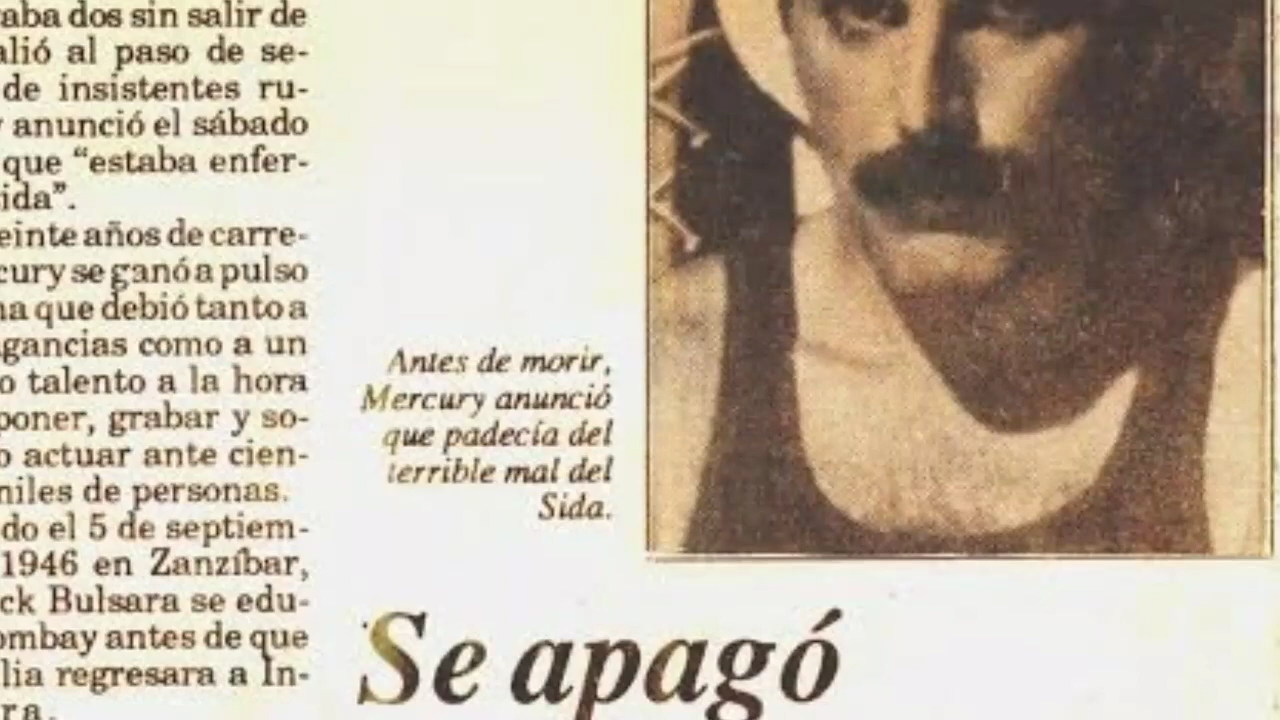 aba dos sin salir de
alió al paso de se-
de insistentes ru-
anunció el sábado
que “estaba enfer-
ida”.
einte años de carre-
cury se ganó a pulso
na que debió tanto a
gancias como a un
o talento a la hora
poner, grabar y so-
o actuar ante cien-
niles de personas.
do el 5 de septiem-
1946 en Zanzíbar,
ck Bulsara se edu-
ombay antes de que
lia regresara a In-
ra.
Antes de morir,
Mercury anunció
que padecía del
terrible mal del
Sida.
Se apagó